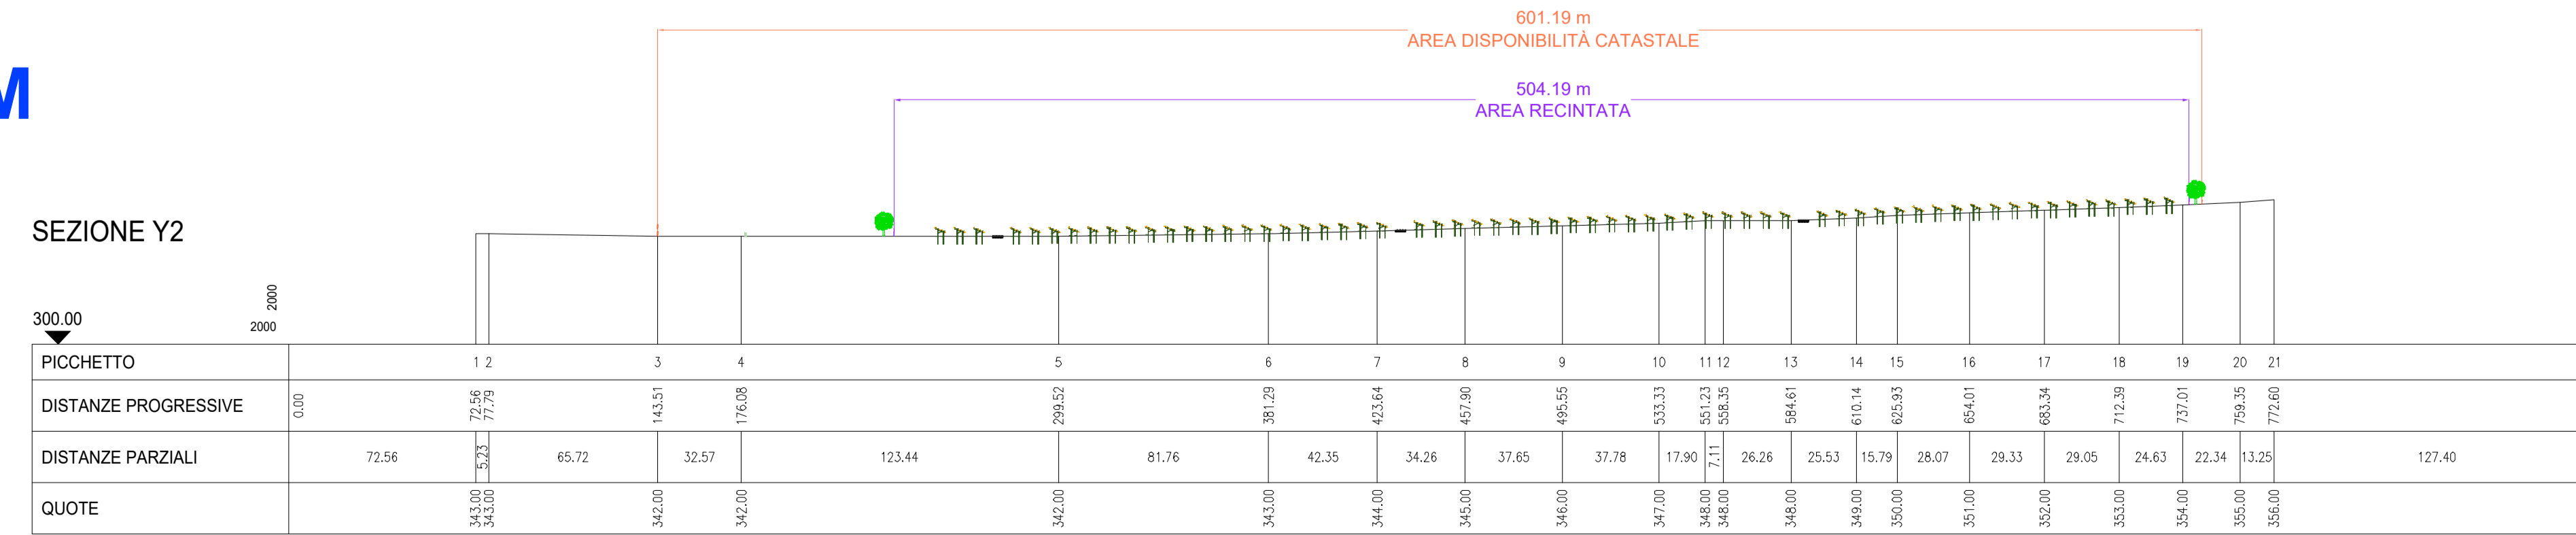 601.19 m
AREA DISPONIBILITÀ CATASTALE
504.19 m
AREA RECINTATA
M
SEZIONE Y2
2000
2000
300.00
PICCHETTO 1 2 3 4 5 6 7 8 9 10 11 12 13 14 15 16 17 18 19 20 21
DISTANZE PROGRESSIVE 0.00 72.56 77.79 143.51 176.08 299.52 381.29 423.64 457.90 495.55 533.33 551.23 558.35 584.61 610.14 625.93 654.01 683.34 712.39 737.01 759.35 772.60
DISTANZE PARZIALI 72.56 5.23 65.72 32.57 123.44 81.76 42.35 34.26 37.65 37.78 17.90 7.11 26.26 25.53 15.79 28.07 29.33 29.05 24.63 22.34 13.25 127.40
QUOTE 343.00 343.00 342.00 342.00 342.00 343.00 344.00 345.00 346.00 347.00 348.00 348.00 348.00 349.00 350.00 351.00 352.00 353.00 354.00 355.00 356.00